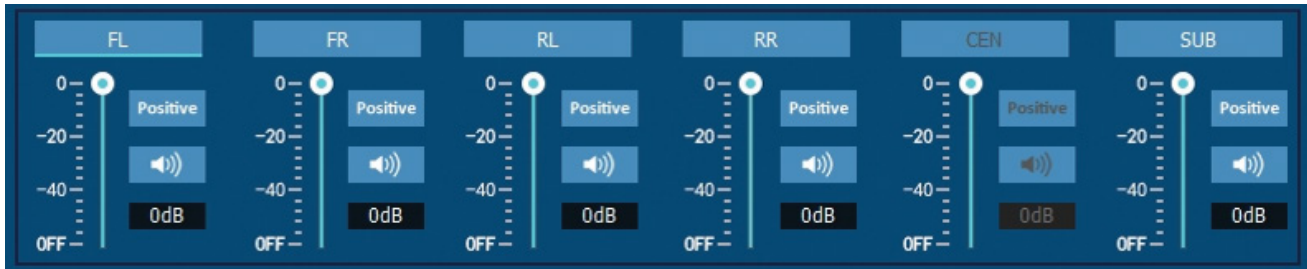 FL FR RL RR CEN SUB
0 0 0 0 0 0
Positive Positive Positive Positive Positive Positive
-20 -20 -20 -20 -20 -20
-40 -40 -40 -40 -40 -40
0dB 0dB 0dB 0dB 0dB 0dB
OFF OFF OFF OFF OFF OFF